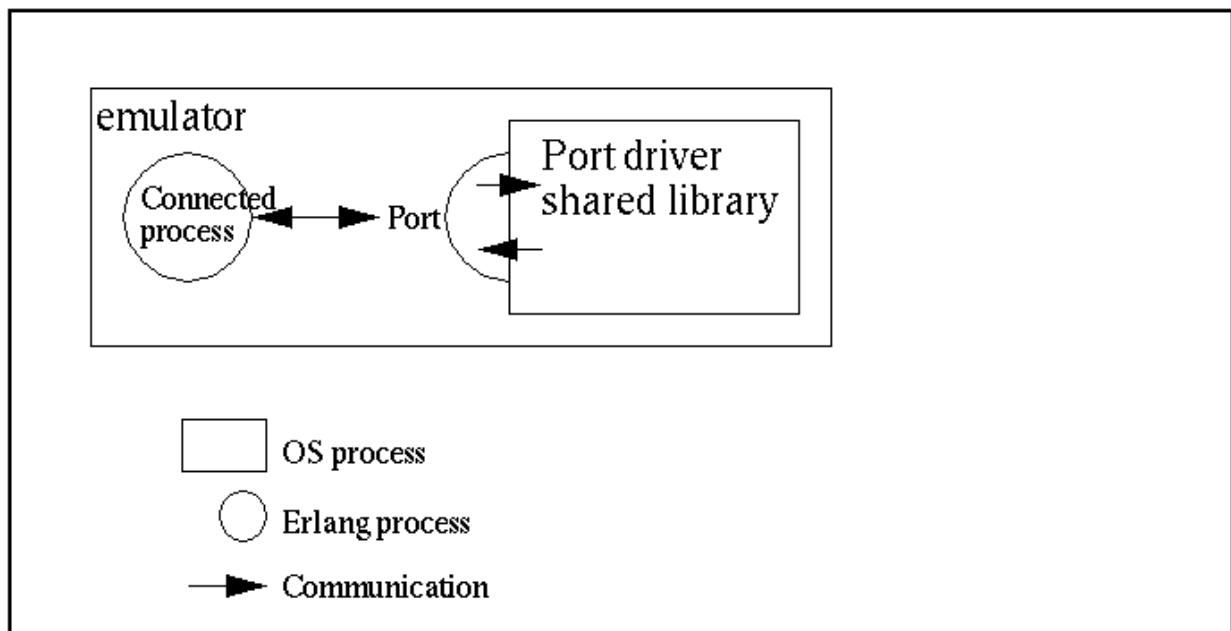 emulator
Connected
process
Port
Port driver
shared library
OS process
Erlang process
Communication